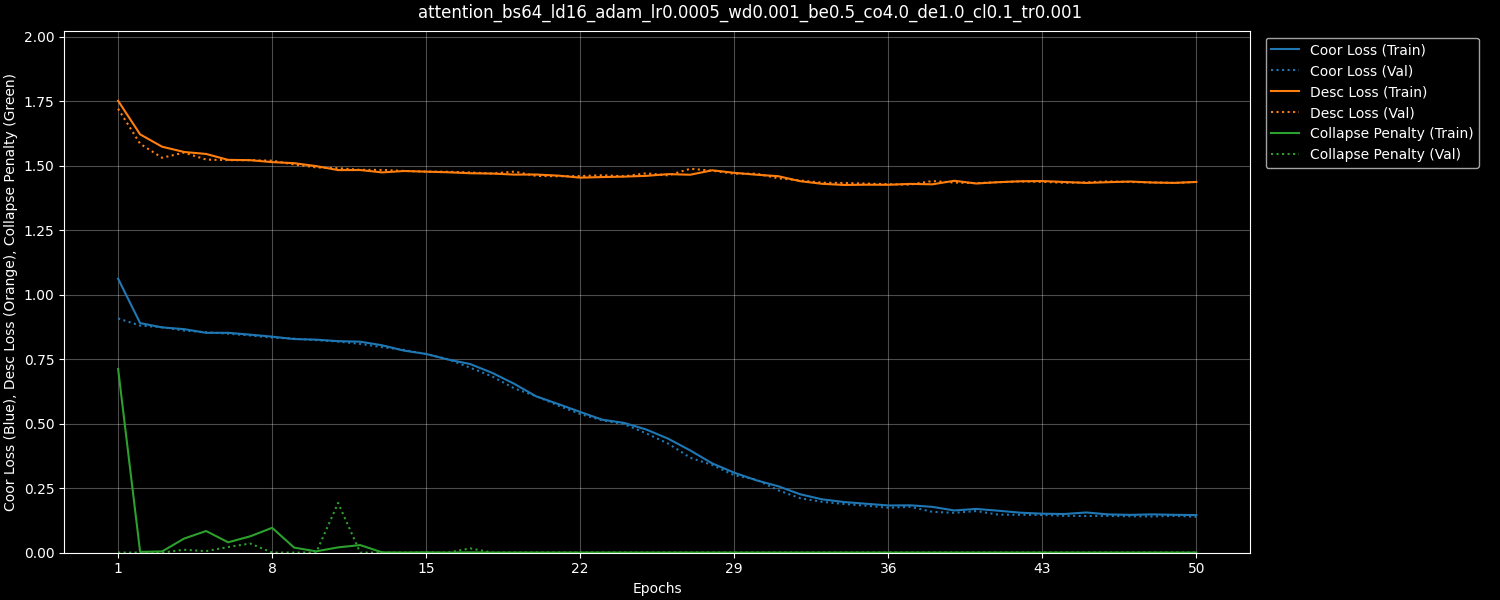 attention_bs64_ld16_adam_lr0.0005_wd0.001_be0.5_co4.0_de1.0_cl0.1_tr0.001
Coor Loss (Blue), Desc Loss (Orange), Collapse Penalty (Green)
2.00
1.75
1.50
1.25
1.00
0.75
0.50
0.25
0.00
1 8 15 22 29 36 43 50
Epochs
Coor Loss (Train)
Coor Loss (Val)
Desc Loss (Train)
Desc Loss (Val)
Collapse Penalty (Train)
Collapse Penalty (Val)